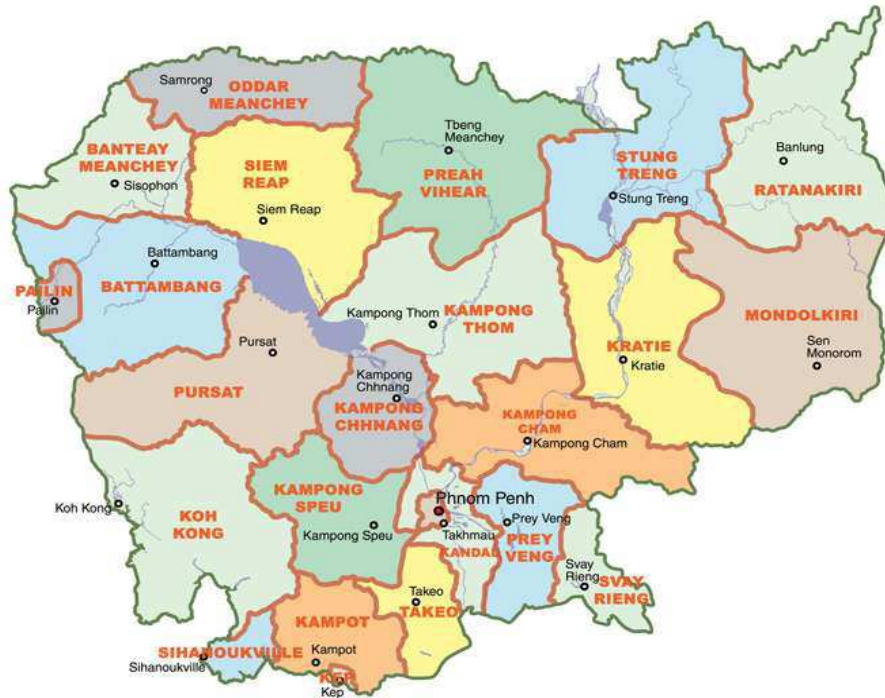 Samrong
ODDAR
MEANCHEY
Tbeng
Meanchey
PREAH
VIHEAR
STUNG
TRENG
Stung Treng
Banlung
RATANAKIRI
BANTEAY
MEANCHEY
Sisophon
SIEM
REAP
Siem Reap
Battambang
BATTAMBANG
PAILIN
Pailin
Kampong Thom
KAMPONG
THOM
KRATIE
Kratie
MONDOLKIRI
Sen
Monorom
Pursat
PURSAT
Kampong
Chhnang
KAMPONG
CHHNANG
KAMPONG
CHAM
Kampong Cham
Koh Kong
KOH
KONG
KAMPONG
SPEU
Kampong Speu
Phnom Penh
Takhmau
KANDAL
Prey Veng
PREY
VENG
Svay
Rieng
SVAY
RIENG
Takeo
TAKEO
KAMPOT
Kampot
SIHANOUKVILLE
Sihanoukville
KEP
Kep